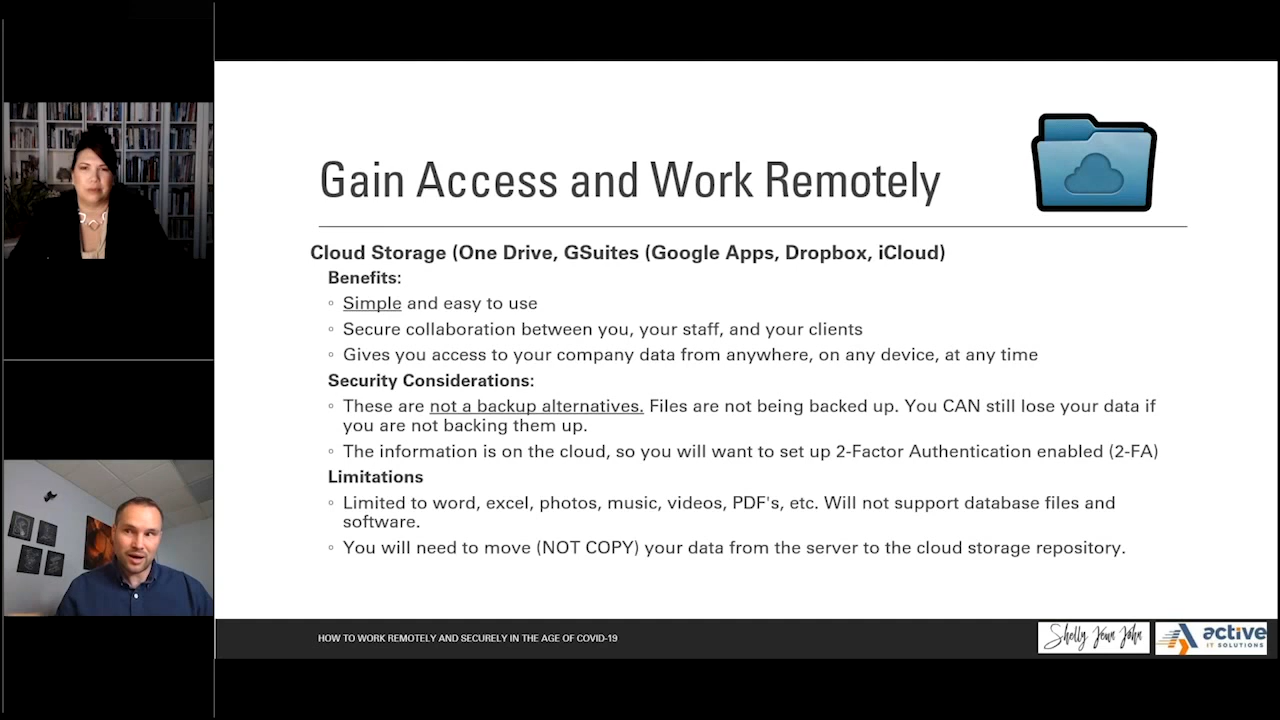 Gain Access and Work Remotely
Cloud Storage (One Drive, GSuites (Google Apps, Dropbox, iCloud)
Benefits:
◦ Simple and easy to use
◦ Secure collaboration between you, your staff, and your clients
◦ Gives you access to your company data from anywhere, on any device, at any time
Security Considerations:
◦ These are not a backup alternatives. Files are not being backed up. You CAN still lose your data if
you are not backing them up.
◦ The information is on the cloud, so you will want to set up 2-Factor Authentication enabled (2-FA)
Limitations
◦ Limited to word, excel, photos, music, videos, PDF's, etc. Will not support database files and
software.
◦ You will need to move (NOT COPY) your data from the server to the cloud storage repository.
HOW TO WORK REMOTELY AND SECURELY IN THE AGE OF COVID-19
Shelly Jean John
active
IT SOLUTIONS